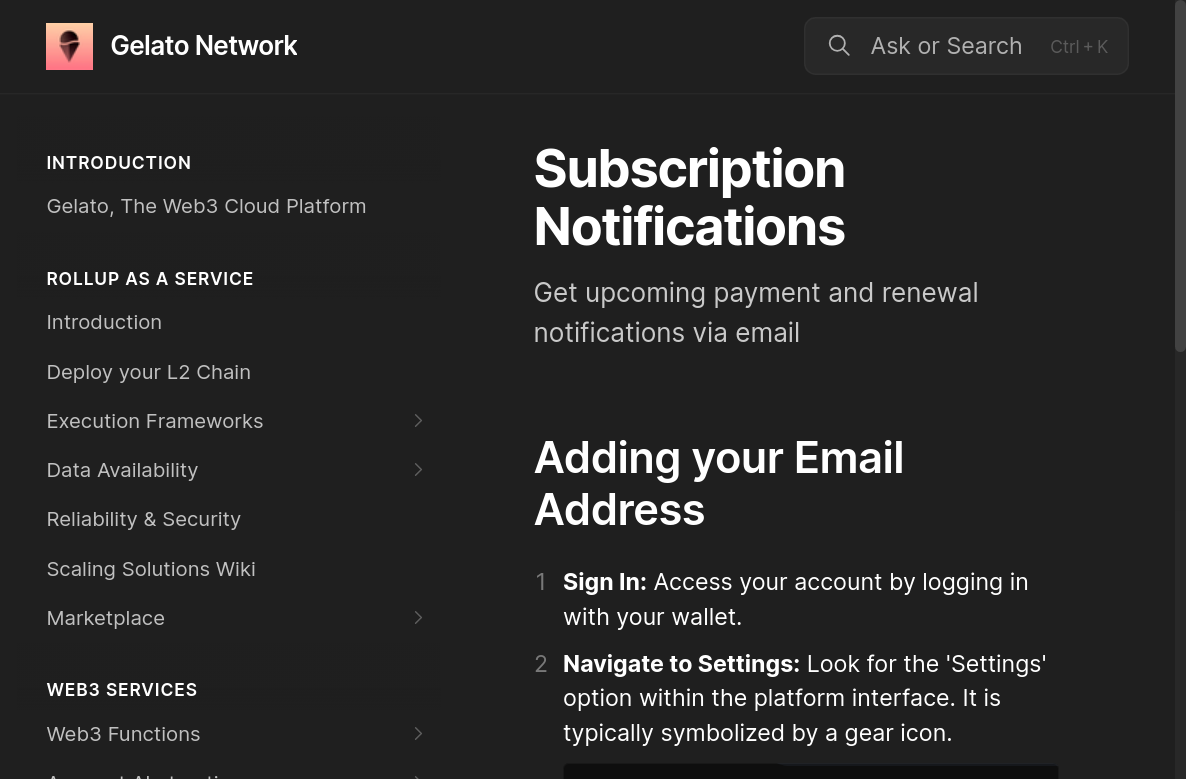 Gelato Network
Ask or Search
Ctrl + K
INTRODUCTION
Gelato, The Web3 Cloud Platform
ROLLUP AS A SERVICE
Introduction
Deploy your L2 Chain
Execution Frameworks
Data Availability
Reliability & Security
Scaling Solutions Wiki
Marketplace
WEB3 SERVICES
Web3 Functions
Subscription
Notifications
Get upcoming payment and renewal
notifications via email
Adding your Email
Address
1 Sign In: Access your account by logging in
with your wallet.
2 Navigate to Settings: Look for the 'Settings'
option within the platform interface. It is
typically symbolized by a gear icon.